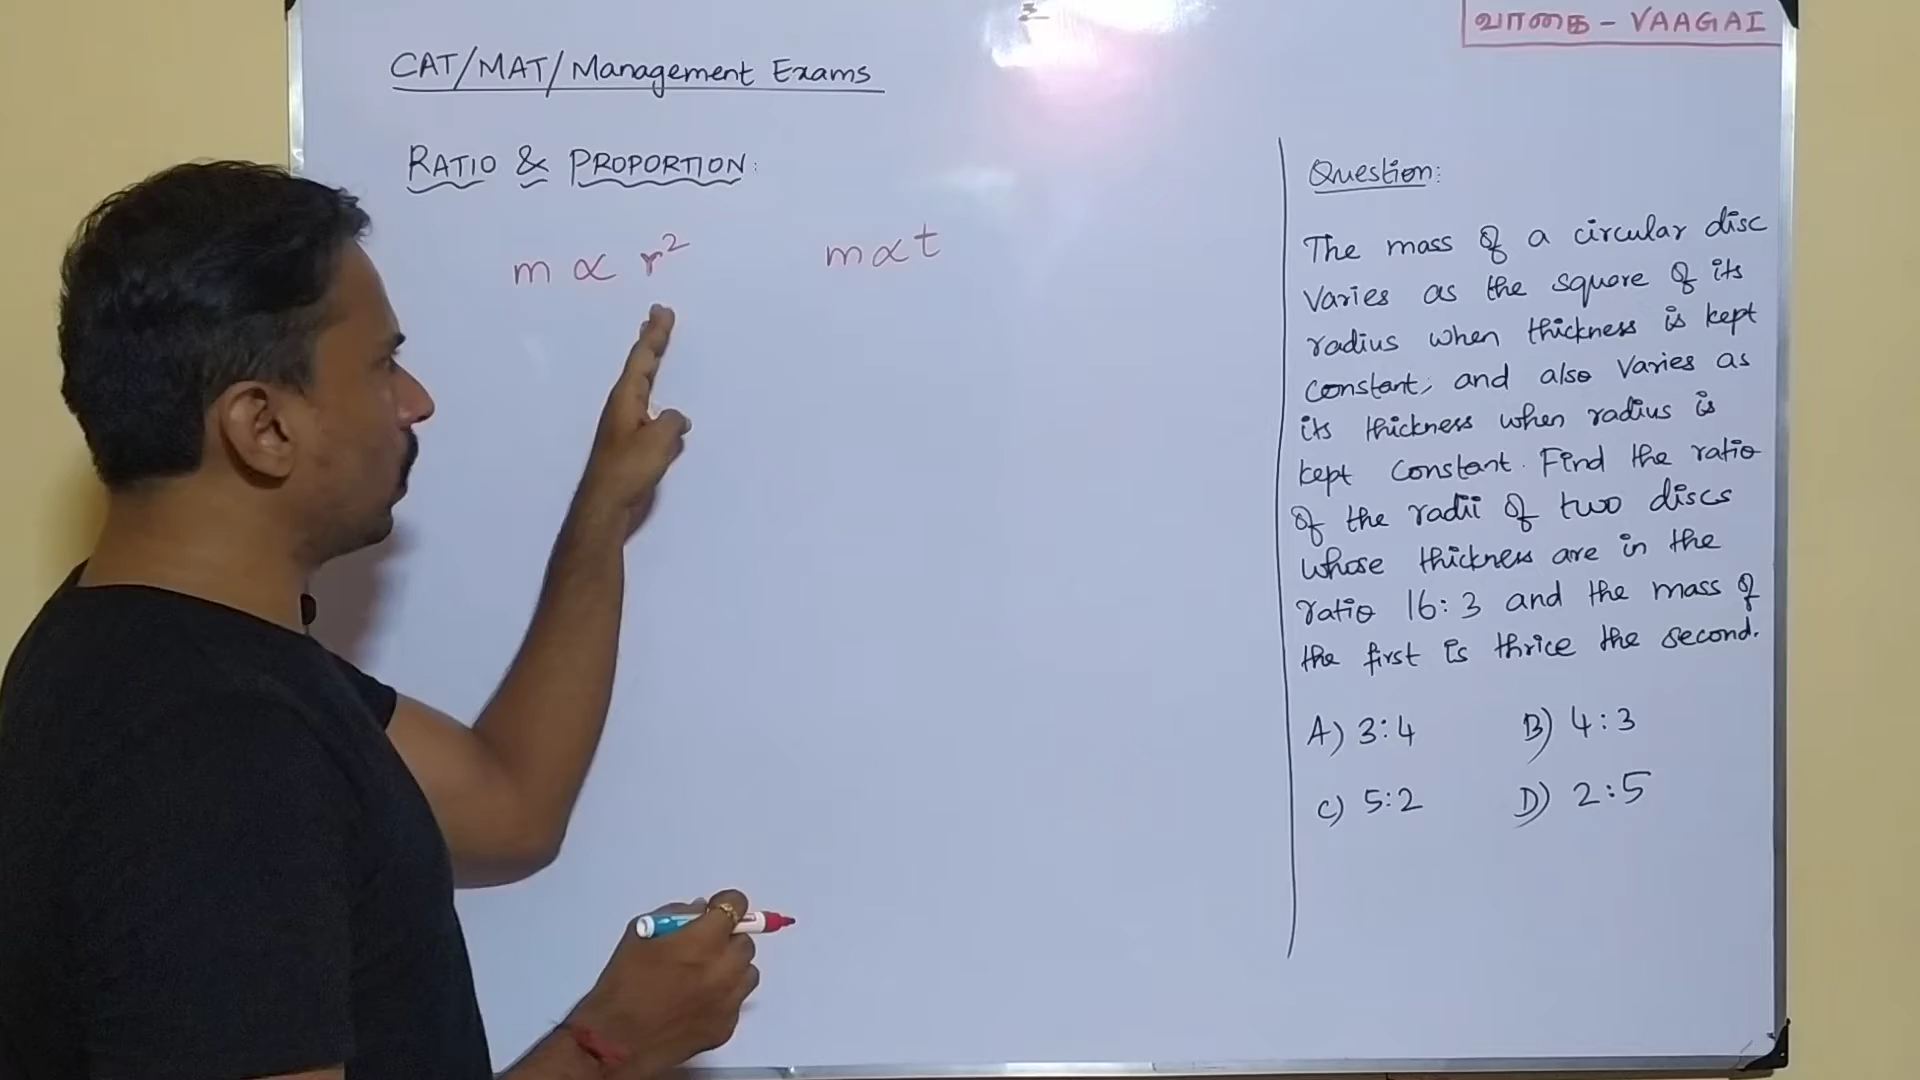 வாகை - VAAGAI
CAT/MAT/Management Exams
RATIO & PROPORTION:
m ∝ r²
m ∝ t
Question:
The mass of a circular disc
varies as the square of its
radius when thickness is kept
constant, and also varies as
its thickness when radius is
kept constant. Find the ratio
of the radii of two discs
whose thickness are in the
ratio 16:3 and the mass of
the first is thrice the second.
A) 3:4 B) 4:3
C) 5:2 D) 2:5